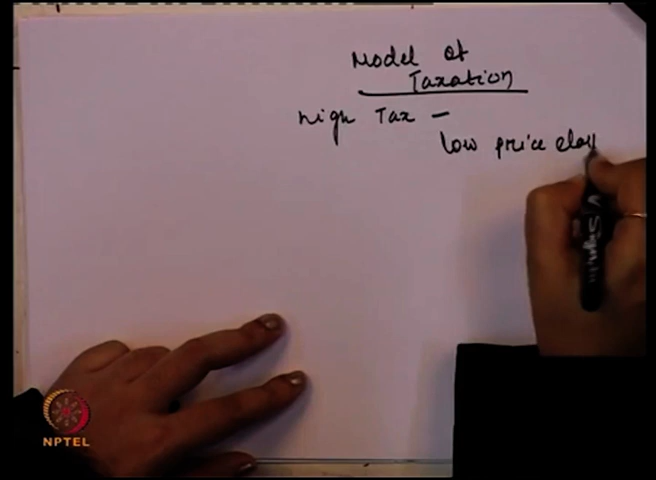 Model of
Taxation
High Tax -
low price elas
NPTEL